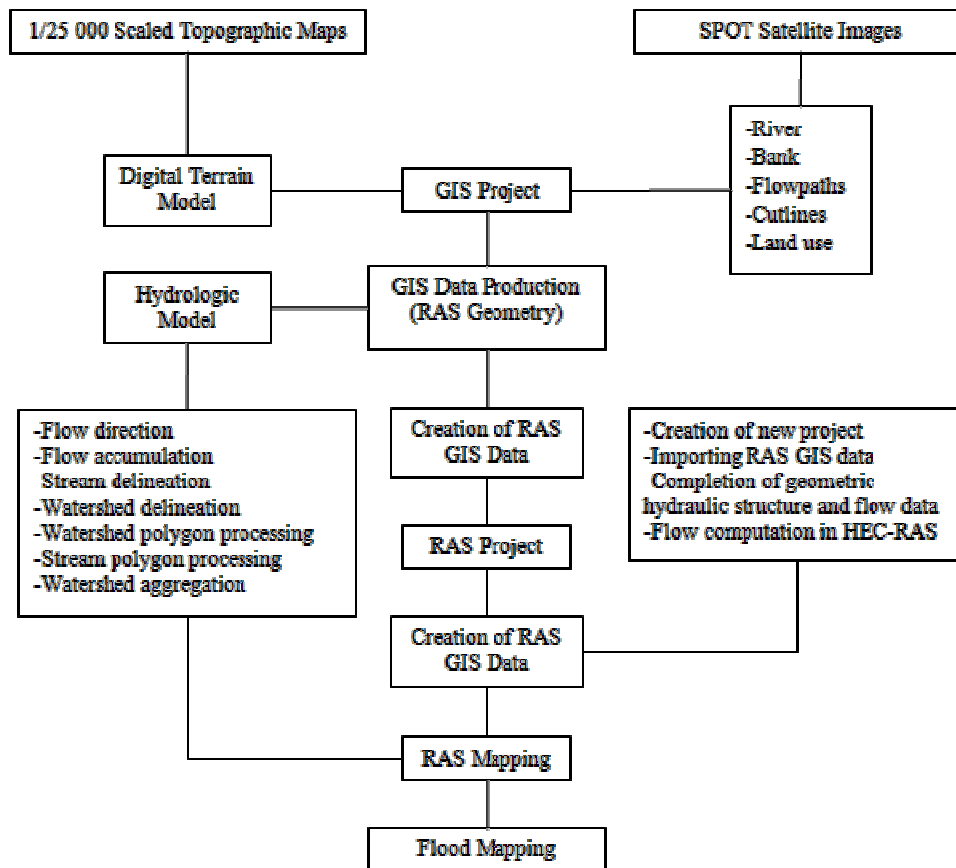 1/25 000 Scaled Topographic Maps
SPOT Satellite Images
-River
-Bank
-Flowpaths
-Cutlines
-Land use
Digital Terrain
Model
GIS Project
Hydrologic
Model
GIS Data Production
(RAS Geometry)
-Flow direction
-Flow accumulation
Stream delineation
-Watershed delineation
-Watershed polygon processing
-Stream polygon processing
-Watershed aggregation
Creation of RAS
GIS Data
-Creation of new project
-Importing RAS GIS data
Completion of geometric
hydraulic structure and flow data
-Flow computation in HEC-RAS
RAS Project
Creation of RAS
GIS Data
RAS Mapping
Flood Mapping